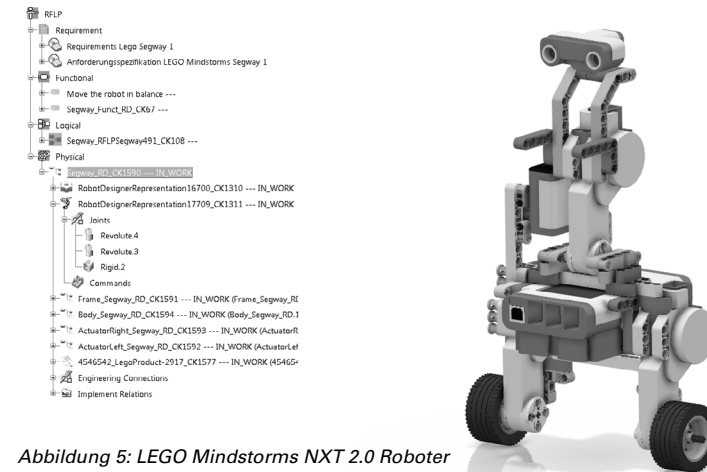 RFLP
Requirement
Requirements Lego Segway 1
Anforderungsspezifikation LEGO Mindstorms Segway 1
Functional
Move the robot in balance ---
Segway_Funct_RD_CK67 ---
Logical
Segway_RFLPSegway491_CK108 ---
Physical
Segway_RD_CK1590 --- IN_WORK
RobotDesignerRepresentation16700_CK1310 --- IN_WORK
RobotDesignerRepresentation17709_CK1311 --- IN_WORK
Joints
Revolute.4
Revolute.3
Rigid.2
Commands
Frame_Segway_RD_CK1591 --- IN_WORK (Frame_Segway_RD
Body_Segway_RD_CK1594 --- IN_WORK (Body_Segway_RD.1
ActuatorRight_Segway_RD_CK1593 --- IN_WORK (ActuatorR
ActuatorLeft_Segway_RD_CK1592 --- IN_WORK (ActuatorLef
4546542_LegoProduct-2917_CK1577 --- IN_WORK (454654
Engineering Connections
Implement Relations
Abbildung 5: LEGO Mindstorms NXT 2.0 Roboter